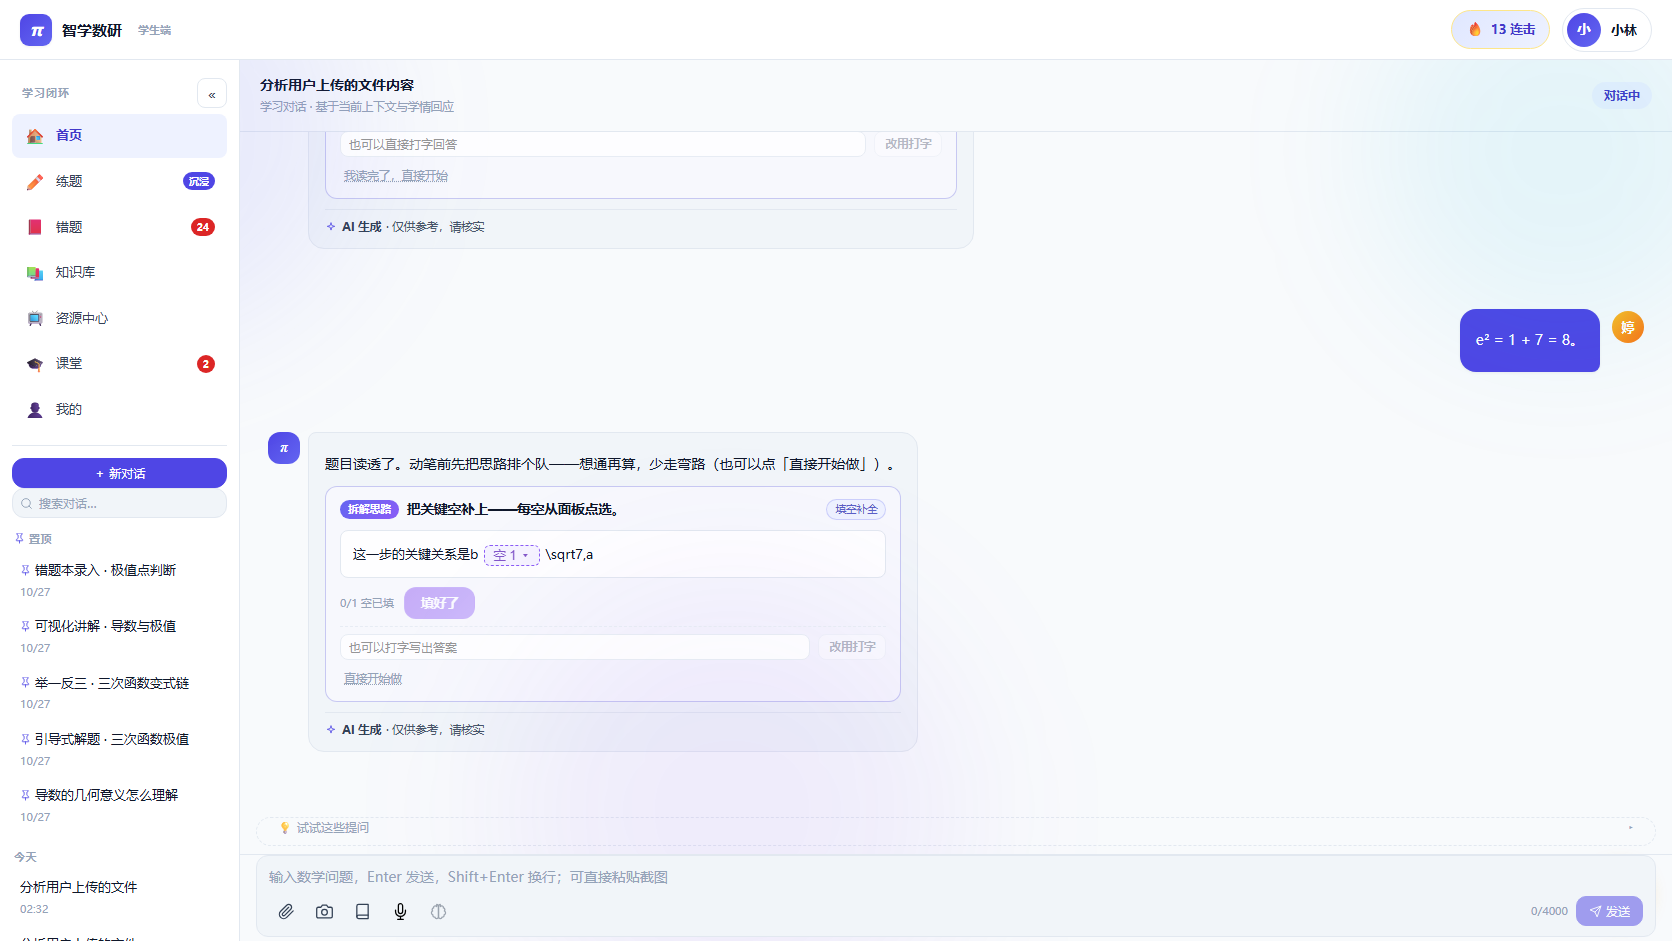 π 智学数研 学生端
13 连击 小 小林
学习闭环 «
首页
练题 沉浸
错题 24
知识库
资源中心
课堂 2
我的
+ 新对话
搜索对话...
置顶
错题本录入 · 极值点判断
10/27
可视化讲解 · 导数与极值
10/27
举一反三 · 三次函数变式链
10/27
引导式解题 · 三次函数极值
10/27
导数的几何意义怎么理解
10/27
今天
分析用户上传的文件
02:32
分析用户上传的文件
分析用户上传的文件内容
学习对话 · 基于当前上下文与学情回应
对话中
也可以直接打字回答 改用打字
我读完了，直接开始
AI 生成 · 仅供参考，请核实
e² = 1 + 7 = 8。 婷
π
题目读透了。动笔前先把思路排个队——想通再算，少走弯路（也可以点「直接开始做」）。
拆解思路 把关键空补上——每空从面板点选。 填空补全
这一步的关键关系是b 空 1 \sqrt7,a
0/1 空已填 填好了
也可以打字写出答案 改用打字
直接开始做
AI 生成 · 仅供参考，请核实
试试这些提问
输入数学问题，Enter 发送，Shift+Enter 换行；可直接粘贴截图
0/4000 发送